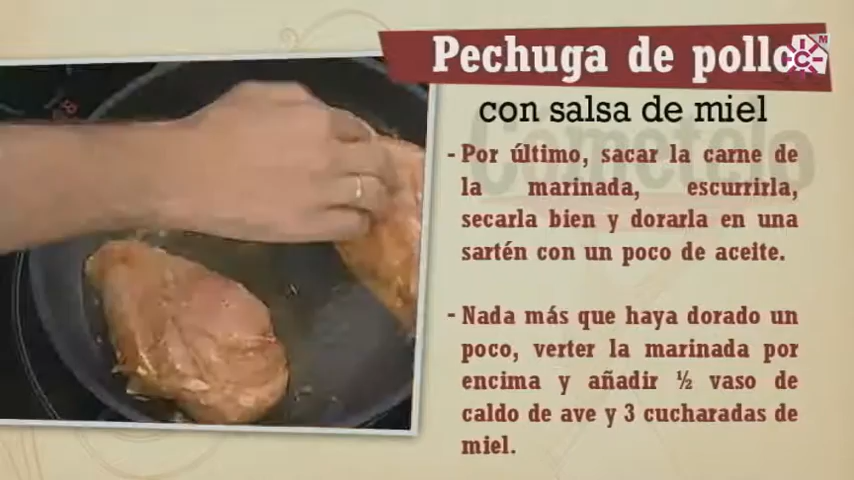 Pechuga de pollo
con salsa de miel
Cómetelo
- Por último, sacar la carne de
la marinada, escurrirla,
secarla bien y dorarla en una
sartén con un poco de aceite.
- Nada más que haya dorado un
poco, verter la marinada por
encima y añadir ½ vaso de
caldo de ave y 3 cucharadas de
miel.